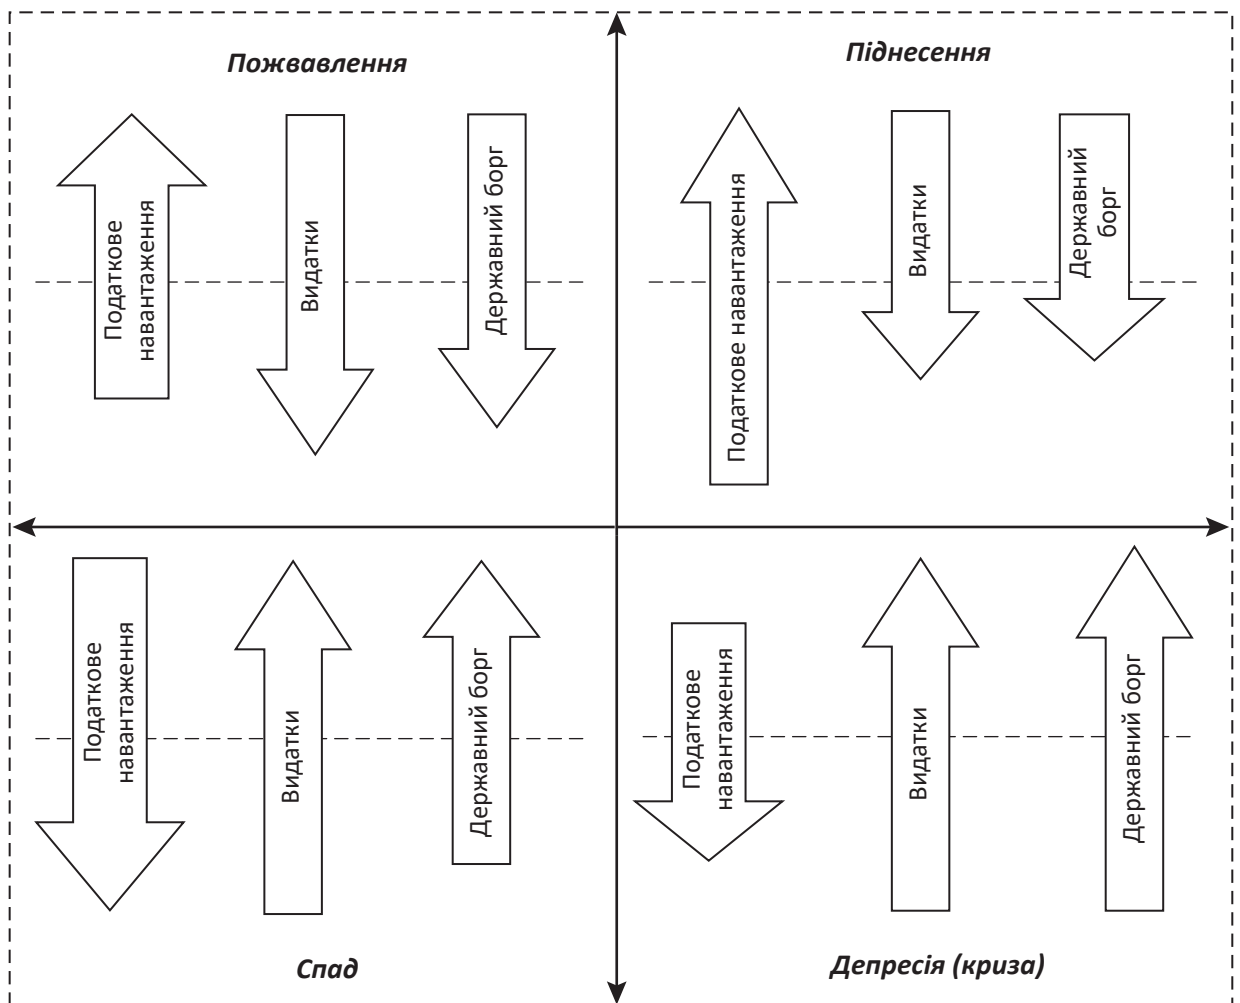 Пожвавлення
Податкове
навантаження
Видатки
Державний борг
Піднесення
Податкове навантаження
Видатки
Державний
борг
Податкове
навантаження
Видатки
Державний борг
Спад
Податкове
навантаження
Видатки
Державний борг
Депресія (криза)